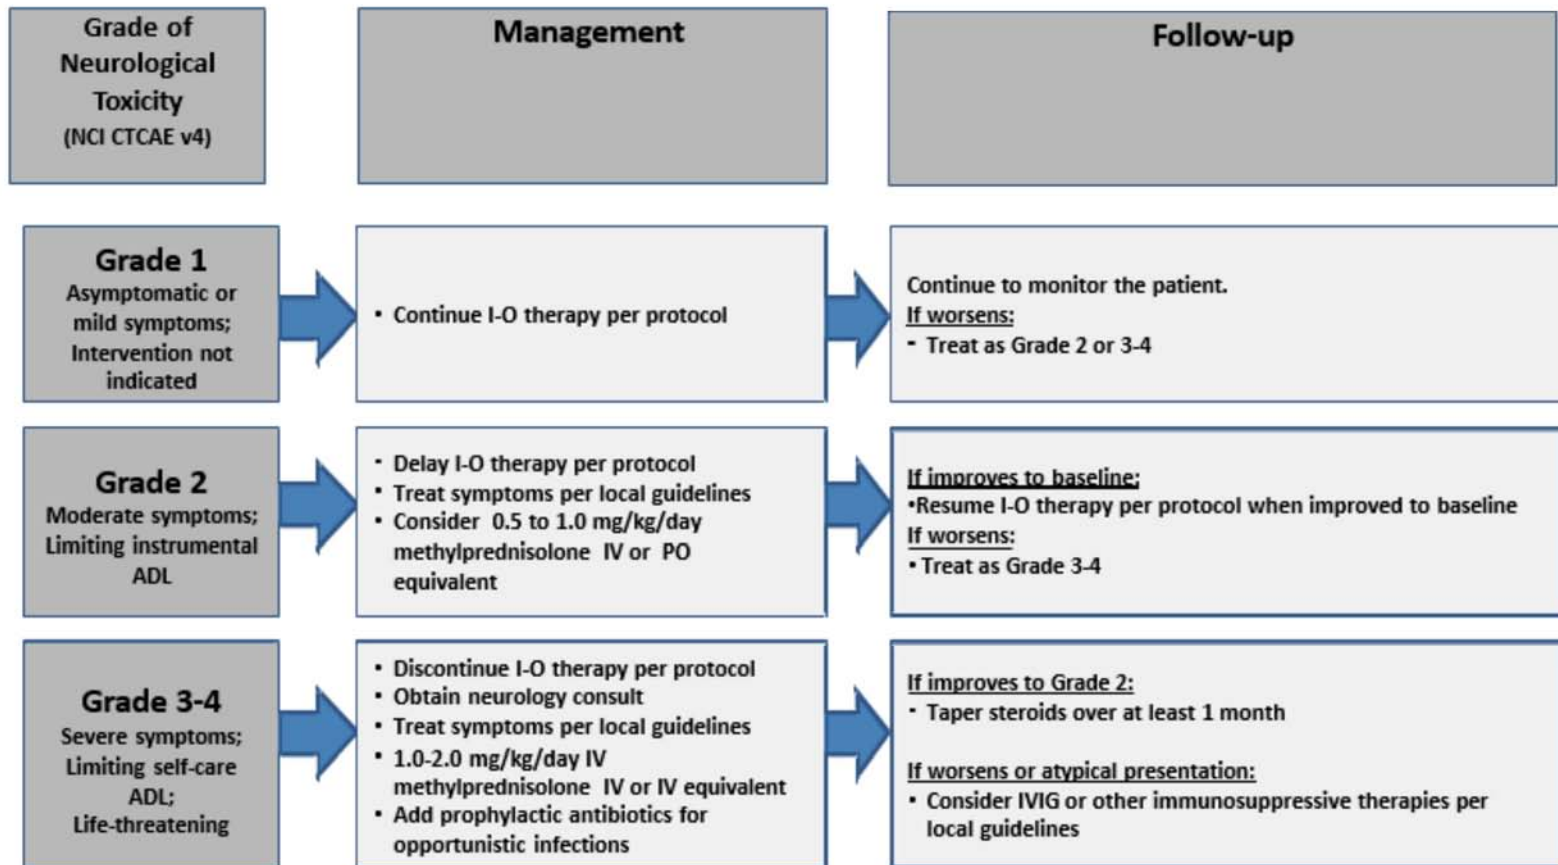 Grade of
Neurological
Toxicity
(NCI CTCAE v4)
Management
Follow-up
Grade 1
Asymptomatic or
mild symptoms;
Intervention not
indicated
• Continue I-O therapy per protocol
Continue to monitor the patient.
If worsens:
- Treat as Grade 2 or 3-4
Grade 2
Moderate symptoms;
Limiting instrumental
ADL
• Delay I-O therapy per protocol
• Treat symptoms per local guidelines
• Consider 0.5 to 1.0 mg/kg/day
methylprednisolone IV or PO
equivalent
If improves to baseline:
•Resume I-O therapy per protocol when improved to baseline
If worsens:
• Treat as Grade 3-4
Grade 3-4
Severe symptoms;
Limiting self-care
ADL;
Life-threatening
• Discontinue I-O therapy per protocol
• Obtain neurology consult
• Treat symptoms per local guidelines
• 1.0-2.0 mg/kg/day IV
methylprednisolone IV or IV equivalent
• Add prophylactic antibiotics for
opportunistic infections
If improves to Grade 2:
- Taper steroids over at least 1 month
If worsens or atypical presentation:
• Consider IVIG or other immunosuppressive therapies per
local guidelines